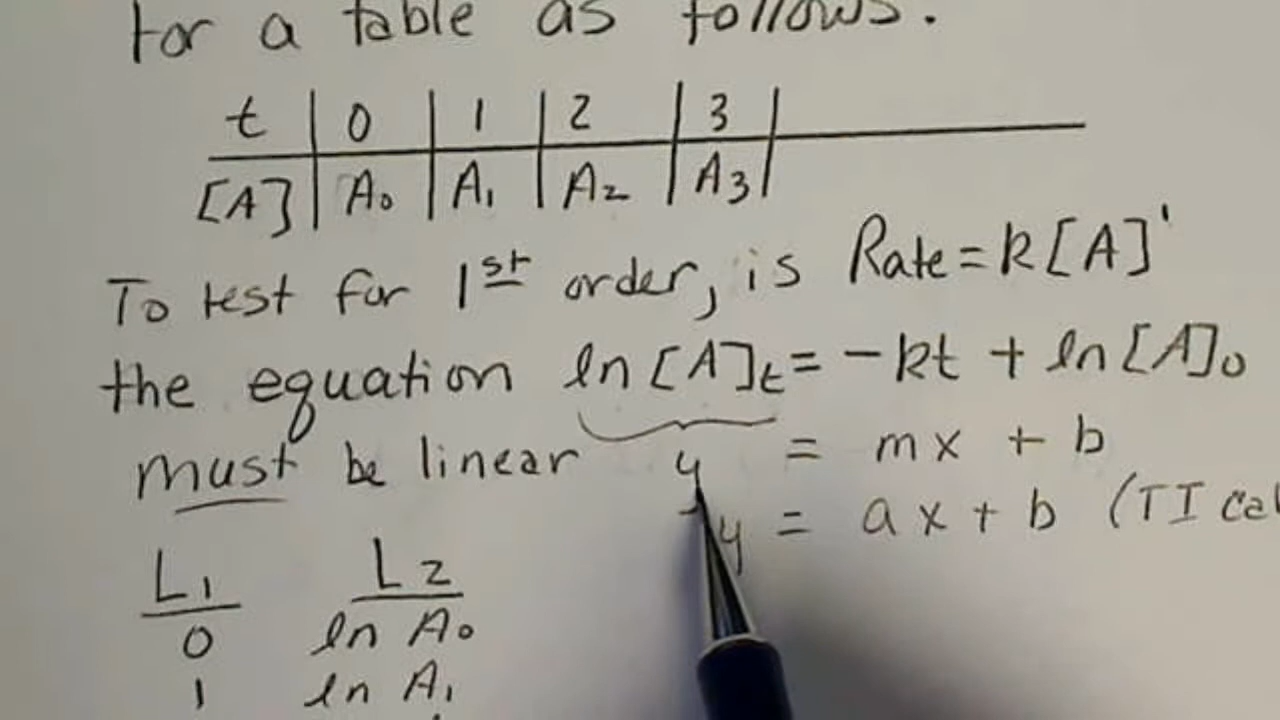 For a table as follows.
t | 0 | 1 | 2 | 3 |
[A] | A₀ | A₁ | A₂ | A₃ |
To test for 1st order, is Rate = k[A]¹
the equation ln[A]t = -kt + ln[A]₀
must be linear y = mx + b
y = ax + b (TI
L₁ L₂
0 ln A₀
1 ln A₁